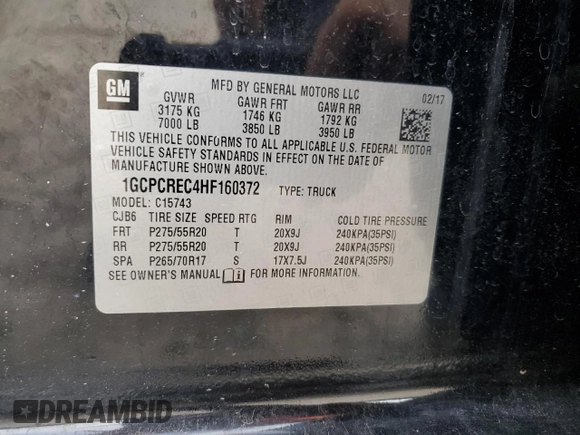 GM
MFD BY GENERAL MOTORS LLC
02/17
GVWR GAWR FRT GAWR RR
3175 KG 1746 KG 1792 KG
7000 LB 3850 LB 3950 LB
THIS VEHICLE CONFORMS TO ALL APPLICABLE U.S. FEDERAL MOTOR
VEHICLE SAFETY STANDARDS IN EFFECT ON THE DATE OF
MANUFACTURE SHOWN ABOVE.
1GCPCREC4HF160372 TYPE: TRUCK
MODEL: C15743
CJB6 TIRE SIZE SPEED RTG RIM COLD TIRE PRESSURE
FRT P275/55R20 T 20X9J 240KPA(35PSI)
RR P275/55R20 T 20X9J 240KPA(35PSI)
SPA P265/70R17 S 17X7.5J 240KPA(35PSI)
SEE OWNER'S MANUAL FOR MORE INFORMATION.
DREAMBID